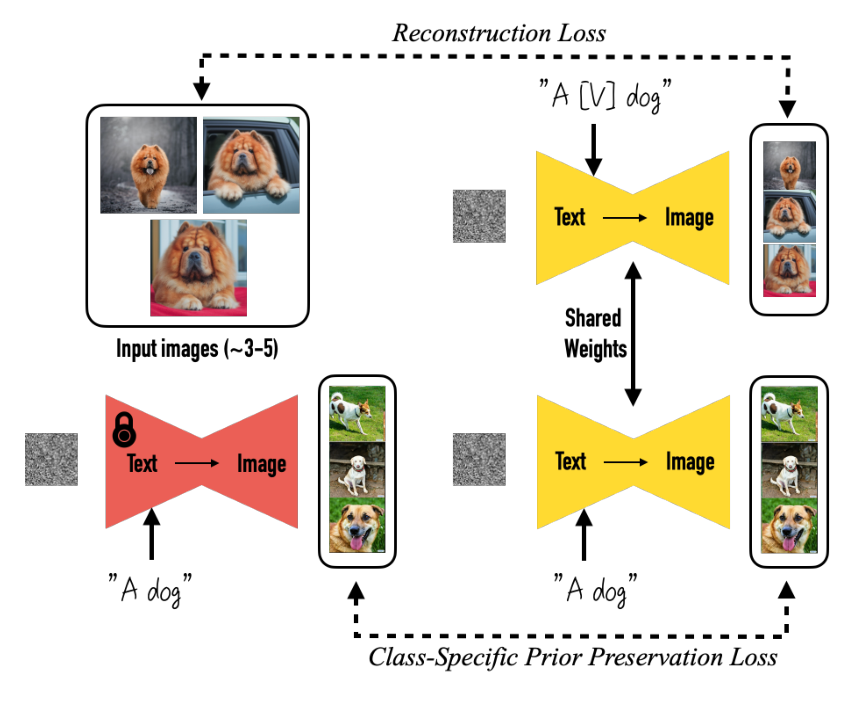 Reconstruction Loss
"A [V] dog"
Text → Image
Input images (~3–5)
Shared
Weights
Text → Image
Text → Image
"A dog"
"A dog"
Class-Specific Prior Preservation Loss